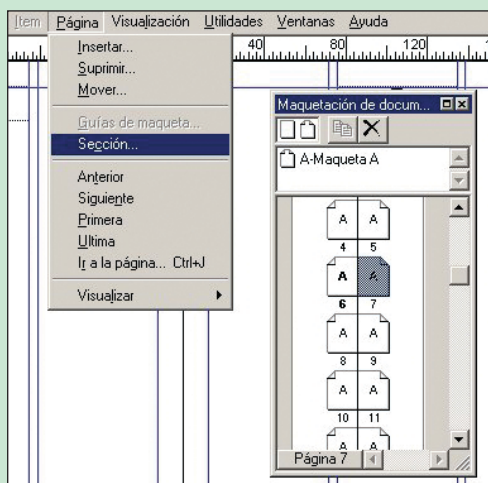 Item Página Visualización Utilidades Ventanas Ayuda
40 80 120
Insertar...
Suprimir...
Mover...
Guías de maqueta...
Sección...
Anterior
Siguiente
Primera
Ultima
Ir a la página... Ctrl+J
Visualizar
Maquetación de docum...
A-Maqueta A
A A
4 5
A A
6 7
A A
8 9
A A
10 11
A A
Página 7